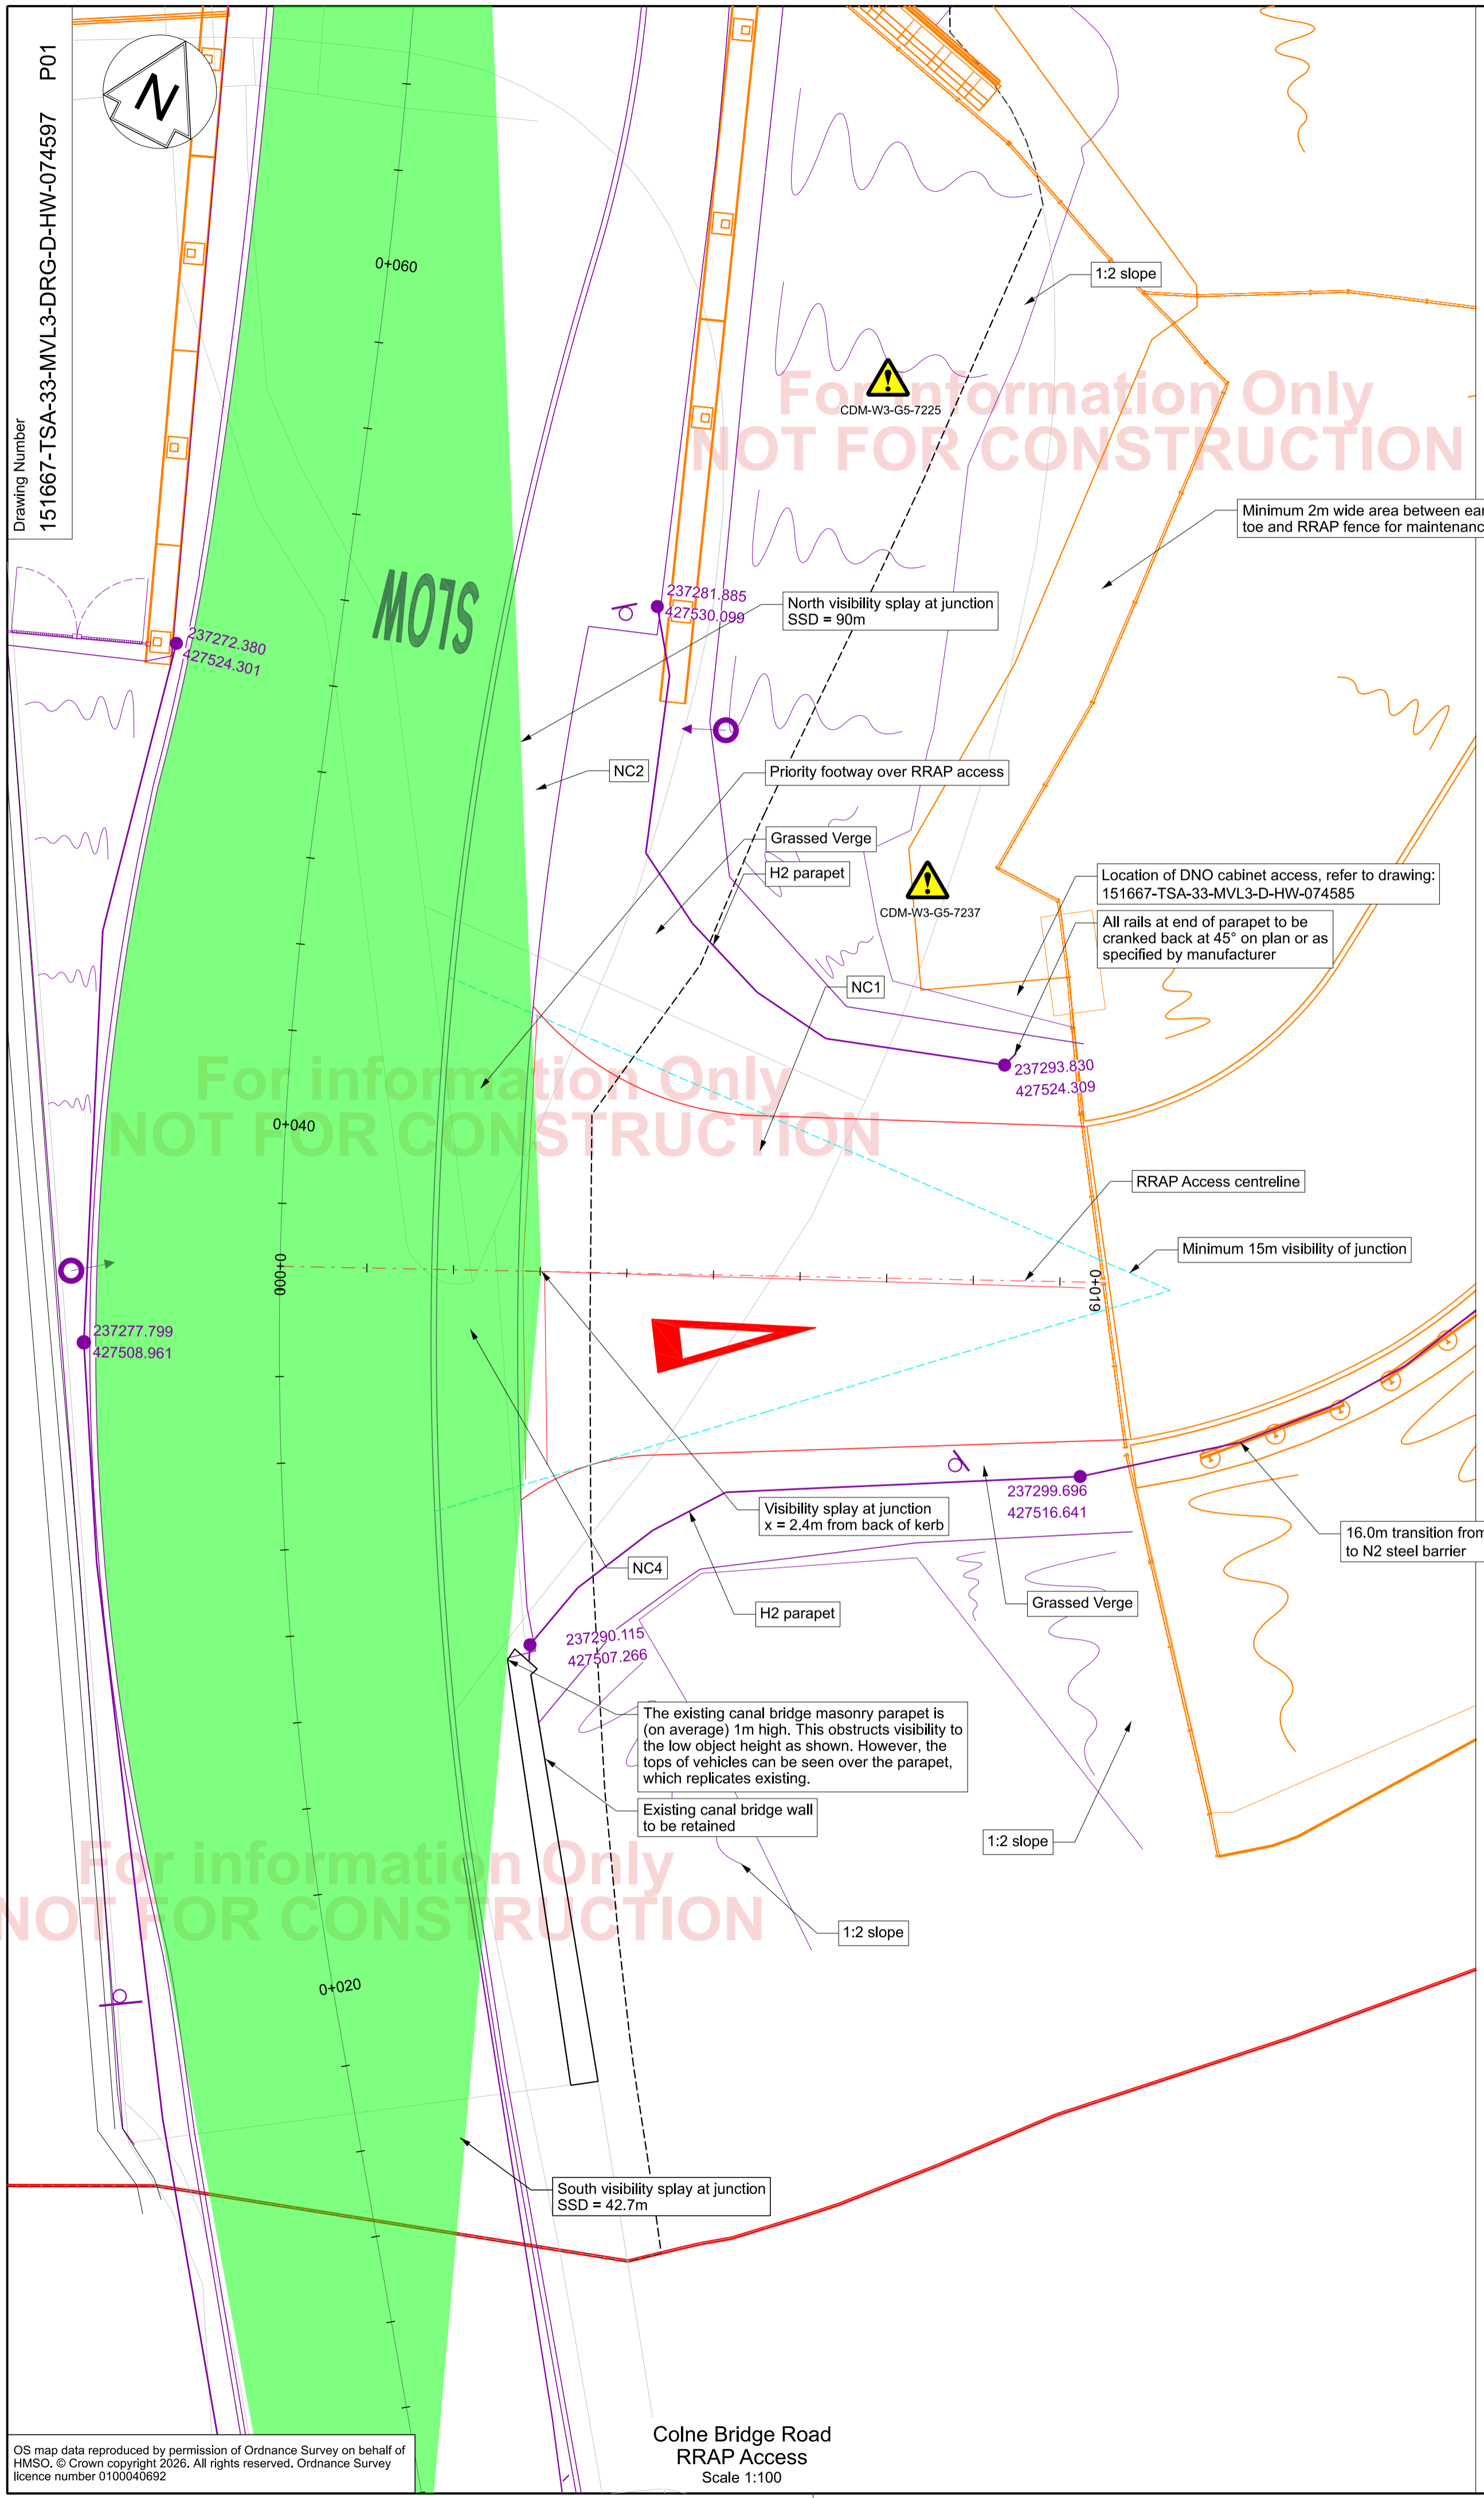 Drawing Number
151667-TSA-33-MVL3-DRG-D-HW-074597 P01
N
0+060
1:2 slope
CDM-W3-G5-7225
For information Only
NOT FOR CONSTRUCTION
Minimum 2m wide area between ear
toe and RRAP fence for maintenanc
SLOW
237281.885
427530.099
North visibility splay at junction
SSD = 90m
237272.380
427524.301
NC2
Priority footway over RRAP access
Grassed Verge
H2 parapet
CDM-W3-G5-7237
Location of DNO cabinet access, refer to drawing:
151667-TSA-33-MVL3-D-HW-074585
All rails at end of parapet to be
cranked back at 45° on plan or as
specified by manufacturer
NC1
237293.830
427524.309
For information Only
NOT FOR CONSTRUCTION
0+040
RRAP Access centreline
Minimum 15m visibility of junction
0+000
0+019
237277.799
427508.961
237299.696
427516.641
Visibility splay at junction
x = 2.4m from back of kerb
16.0m transition from
to N2 steel barrier
NC4
Grassed Verge
H2 parapet
237290.115
427507.266
The existing canal bridge masonry parapet is
(on average) 1m high. This obstructs visibility to
the low object height as shown. However, the
tops of vehicles can be seen over the parapet,
which replicates existing.
Existing canal bridge wall
to be retained
1:2 slope
For information Only
NOT FOR CONSTRUCTION
1:2 slope
0+020
South visibility splay at junction
SSD = 42.7m
Colne Bridge Road
RRAP Access
Scale 1:100
OS map data reproduced by permission of Ordnance Survey on behalf of
HMSO. © Crown copyright 2026. All rights reserved. Ordnance Survey
licence number 0100040692